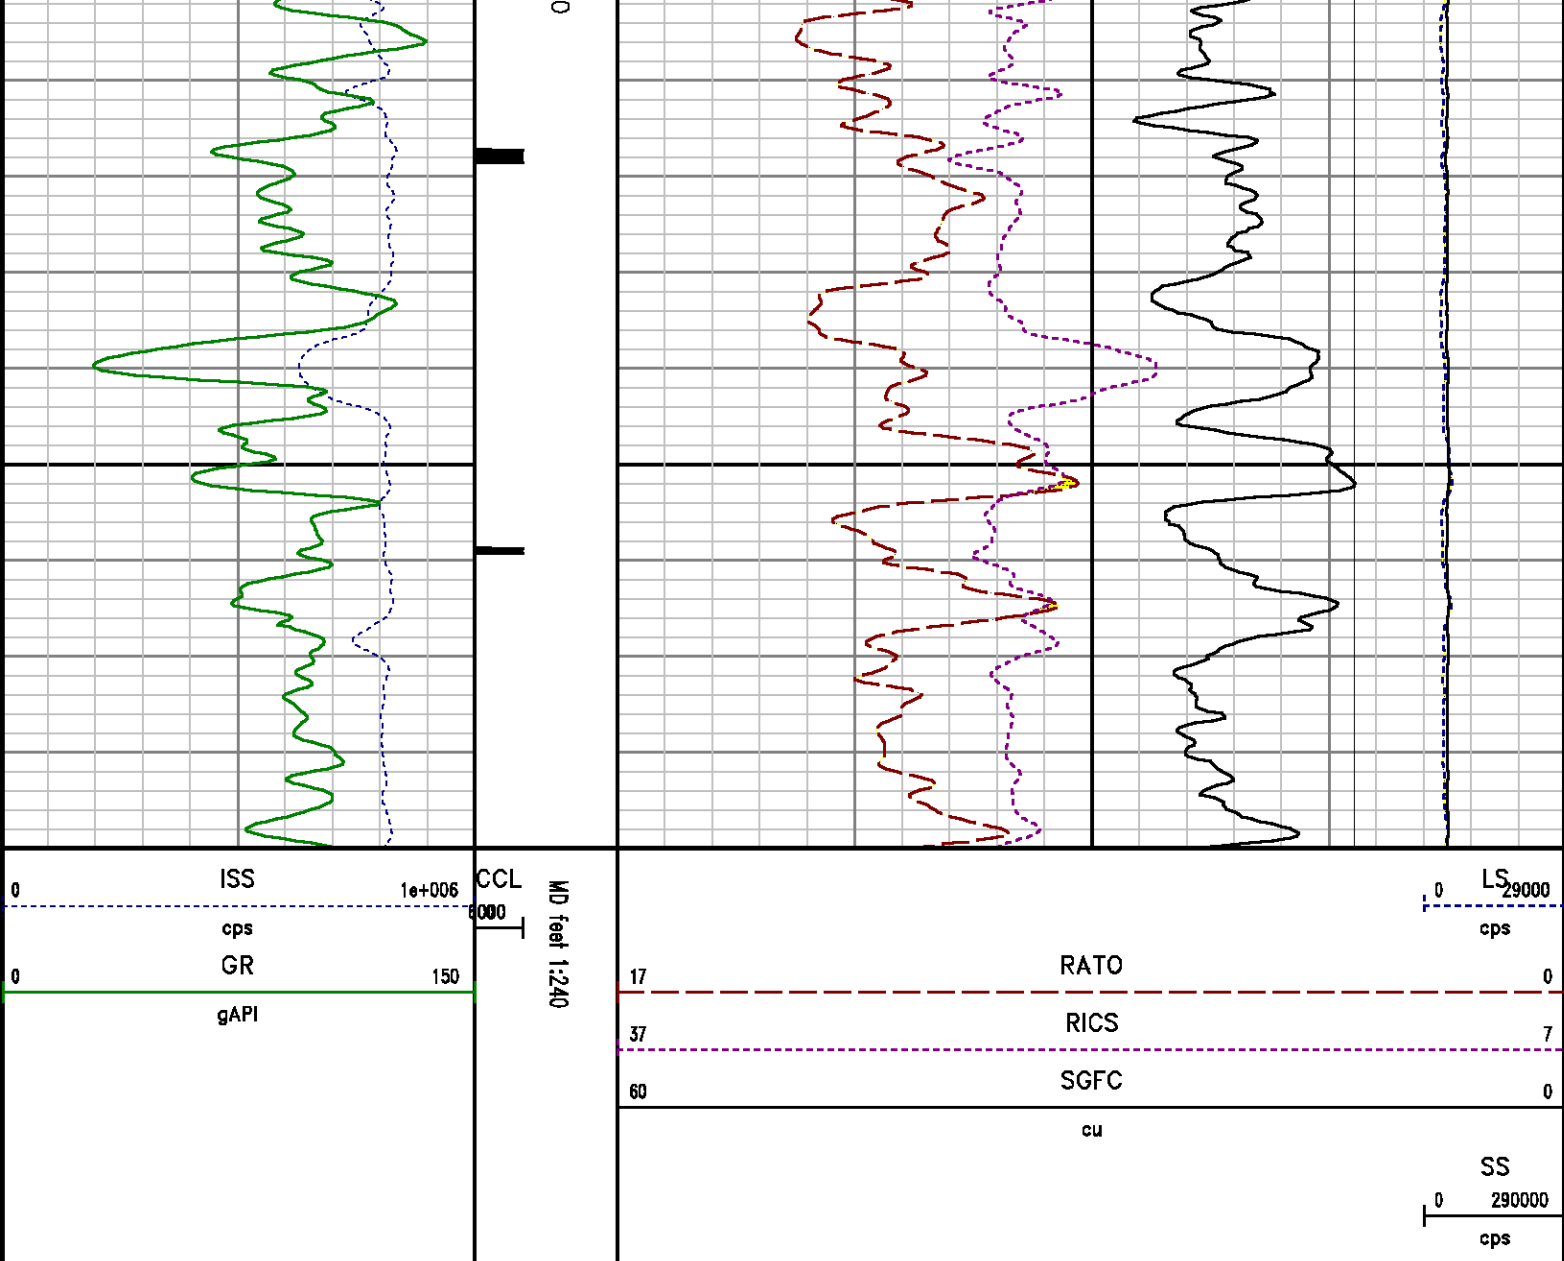 0
ISS
0 1e+006
cps
GR
0 150
gAPI
CCL
MD feet 1:240
LS
0 29000
cps
RATO
17 0
RICS
37 7
SGFC
60 0
cu
SS
0 290000
cps